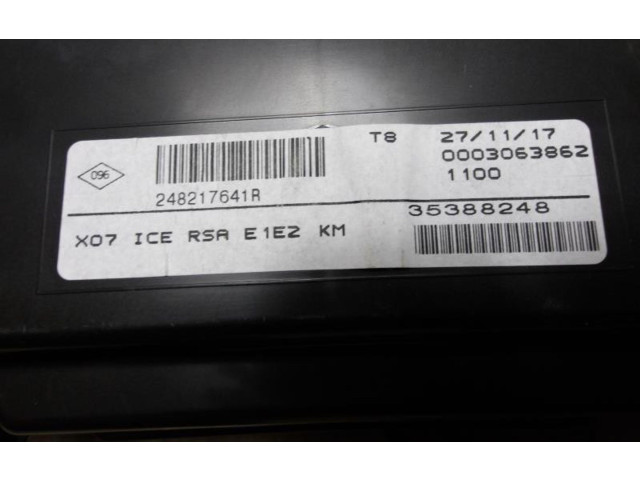 T8 27/11/17
096
0003063862
248217641R
1100
X07 ICE RSA E1E2 KM
35388248